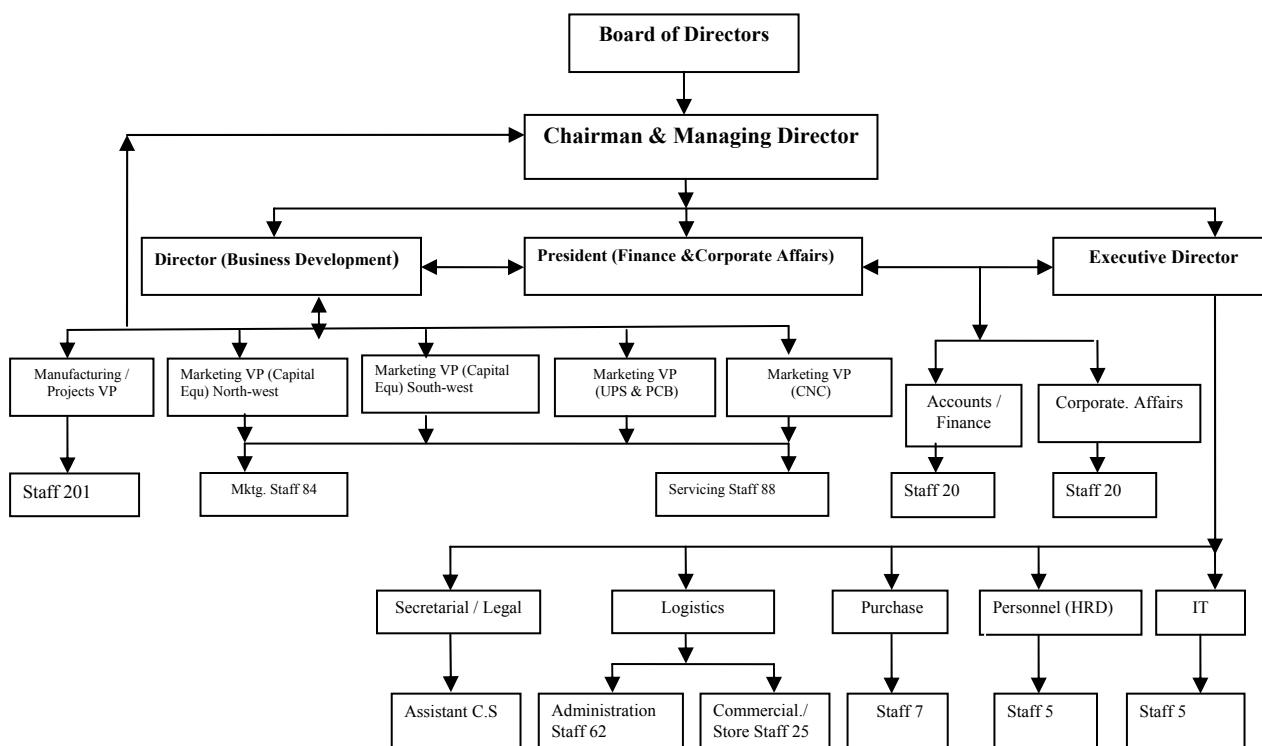 Board of Directors
Chairman & Managing Director
Director (Business Development)
President (Finance &Corporate Affairs)
Executive Director
Manufacturing /
Projects VP
Marketing VP (Capital
Equ) North-west
Marketing VP (Capital
Equ) South-west
Marketing VP
(UPS & PCB)
Marketing VP
(CNC)
Accounts /
Finance
Corporate. Affairs
Staff 201
Mktg. Staff 84
Servicing Staff 88
Staff 20
Staff 20
Secretarial / Legal
Logistics
Purchase
Personnel (HRD)
IT
Assistant C.S
Administration
Staff 62
Commercial./
Store Staff 25
Staff 7
Staff 5
Staff 5